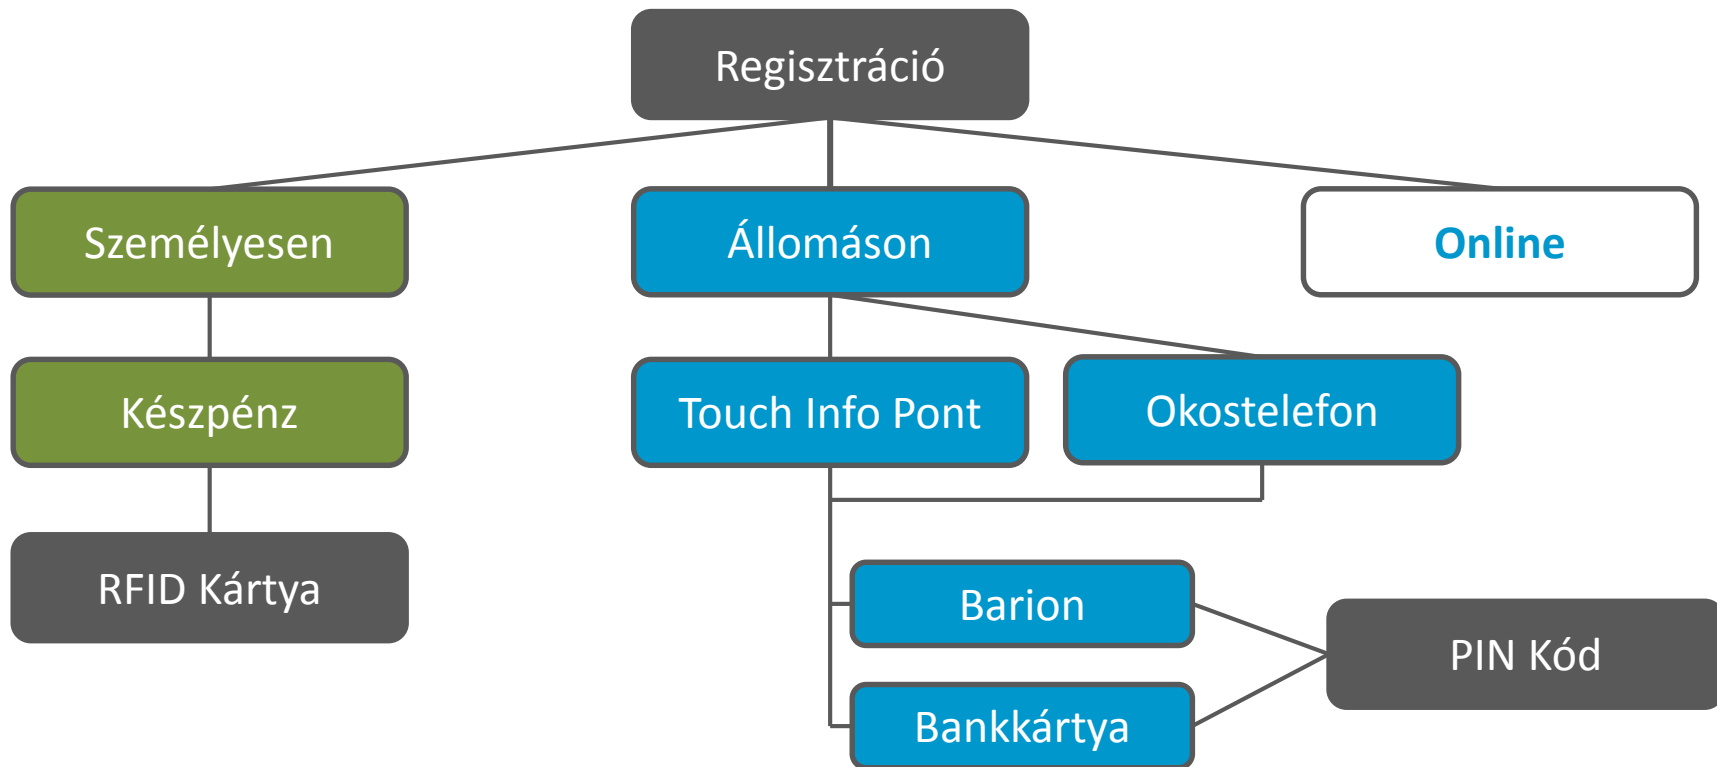 Regisztráció
Személyesen
Állomáson
Online
Készpénz
Touch Info Pont
Okostelefon
RFID Kártya
Barion
PIN Kód
Bankkártya